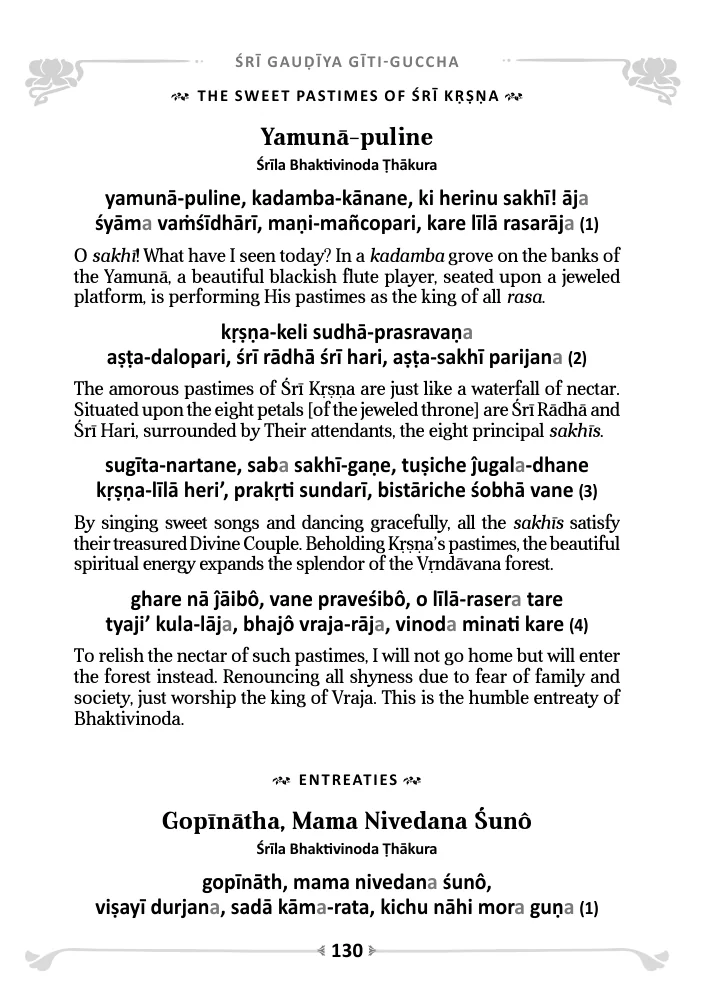 ŚRĪ GAUḌĪYA GĪTI-GUCCHA
THE SWEET PASTIMES OF ŚRĪ KṚṢṆA
Yamunā-puline
Śrīla Bhaktivinoda Ṭhākura
yamunā-puline, kadamba-kānane, ki herinu sakhī! āja
śyāma vaṁśīdhārī, maṇi-mañcopari, kare līlā rasarāja (1)
O sakhī! What have I seen today? In a kadamba grove on the banks of
the Yamunā, a beautiful blackish flute player, seated upon a jeweled
platform, is performing His pastimes as the king of all rasa.
kṛṣṇa-keli sudhā-prasravaṇa
aṣṭa-dalopari, śrī rādhā śrī hari, aṣṭa-sakhī parijana (2)
The amorous pastimes of Śrī Kṛṣṇa are just like a waterfall of nectar.
Situated upon the eight petals [of the jeweled throne] are Śrī Rādhā and
Śrī Hari, surrounded by Their attendants, the eight principal sakhīs.
sugīta-nartane, saba sakhī-gaṇe, tuṣiche ĵugala-dhane
kṛṣṇa-līlā heri’, prakṛti sundarī, bistāriche śobhā vane (3)
By singing sweet songs and dancing gracefully, all the sakhīs satisfy
their treasured Divine Couple. Beholding Kṛṣṇa’s pastimes, the beautiful
spiritual energy expands the splendor of the Vṛndāvana forest.
ghare nā ĵāibô, vane praveśibô, o līlā-rasera tare
tyaji’ kula-lāja, bhajô vraja-rāja, vinoda minati kare (4)
To relish the nectar of such pastimes, I will not go home but will enter
the forest instead. Renouncing all shyness due to fear of family and
society, just worship the king of Vraja. This is the humble entreaty of
Bhaktivinoda.
ENTREATIES
Gopīnātha, Mama Nivedana Śunô
Śrīla Bhaktivinoda Ṭhākura
gopīnāth, mama nivedana śunô,
viṣayī durjana, sadā kāma-rata, kichu nāhi mora guṇa (1)
130